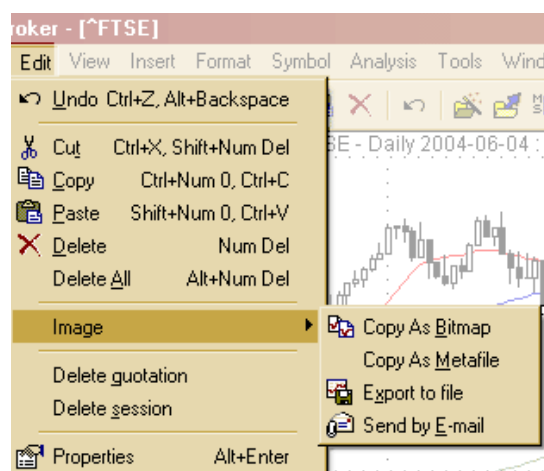 roker - [^FTSE]
Edit View Insert Format Symbol Analysis Tools Wind
Undo Ctrl+Z, Alt+Backspace
SE - Daily 2004-06-04 :
Cut Ctrl+X, Shift+Num Del
Copy Ctrl+Num 0, Ctrl+C
Paste Shift+Num 0, Ctrl+V
Delete Num Del
Delete All Alt+Num Del
Image
Copy As Bitmap
Copy As Metafile
Export to file
Send by E-mail
Delete quotation
Delete session
Properties Alt+Enter